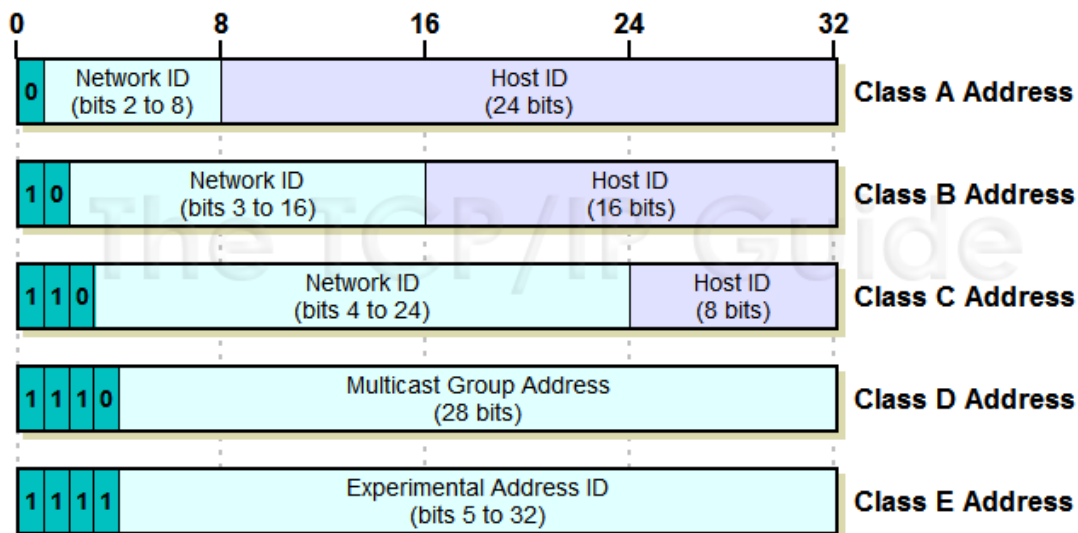 0 8 16 24 32
0 Network ID Host ID
(bits 2 to 8) (24 bits)
Class A Address
1 0 Network ID Host ID
(bits 3 to 16) (16 bits)
Class B Address
The TCP/IP Guide
1 1 0 Network ID Host ID
(bits 4 to 24) (8 bits)
Class C Address
1 1 1 0 Multicast Group Address
(28 bits)
Class D Address
1 1 1 1 Experimental Address ID
(bits 5 to 32)
Class E Address